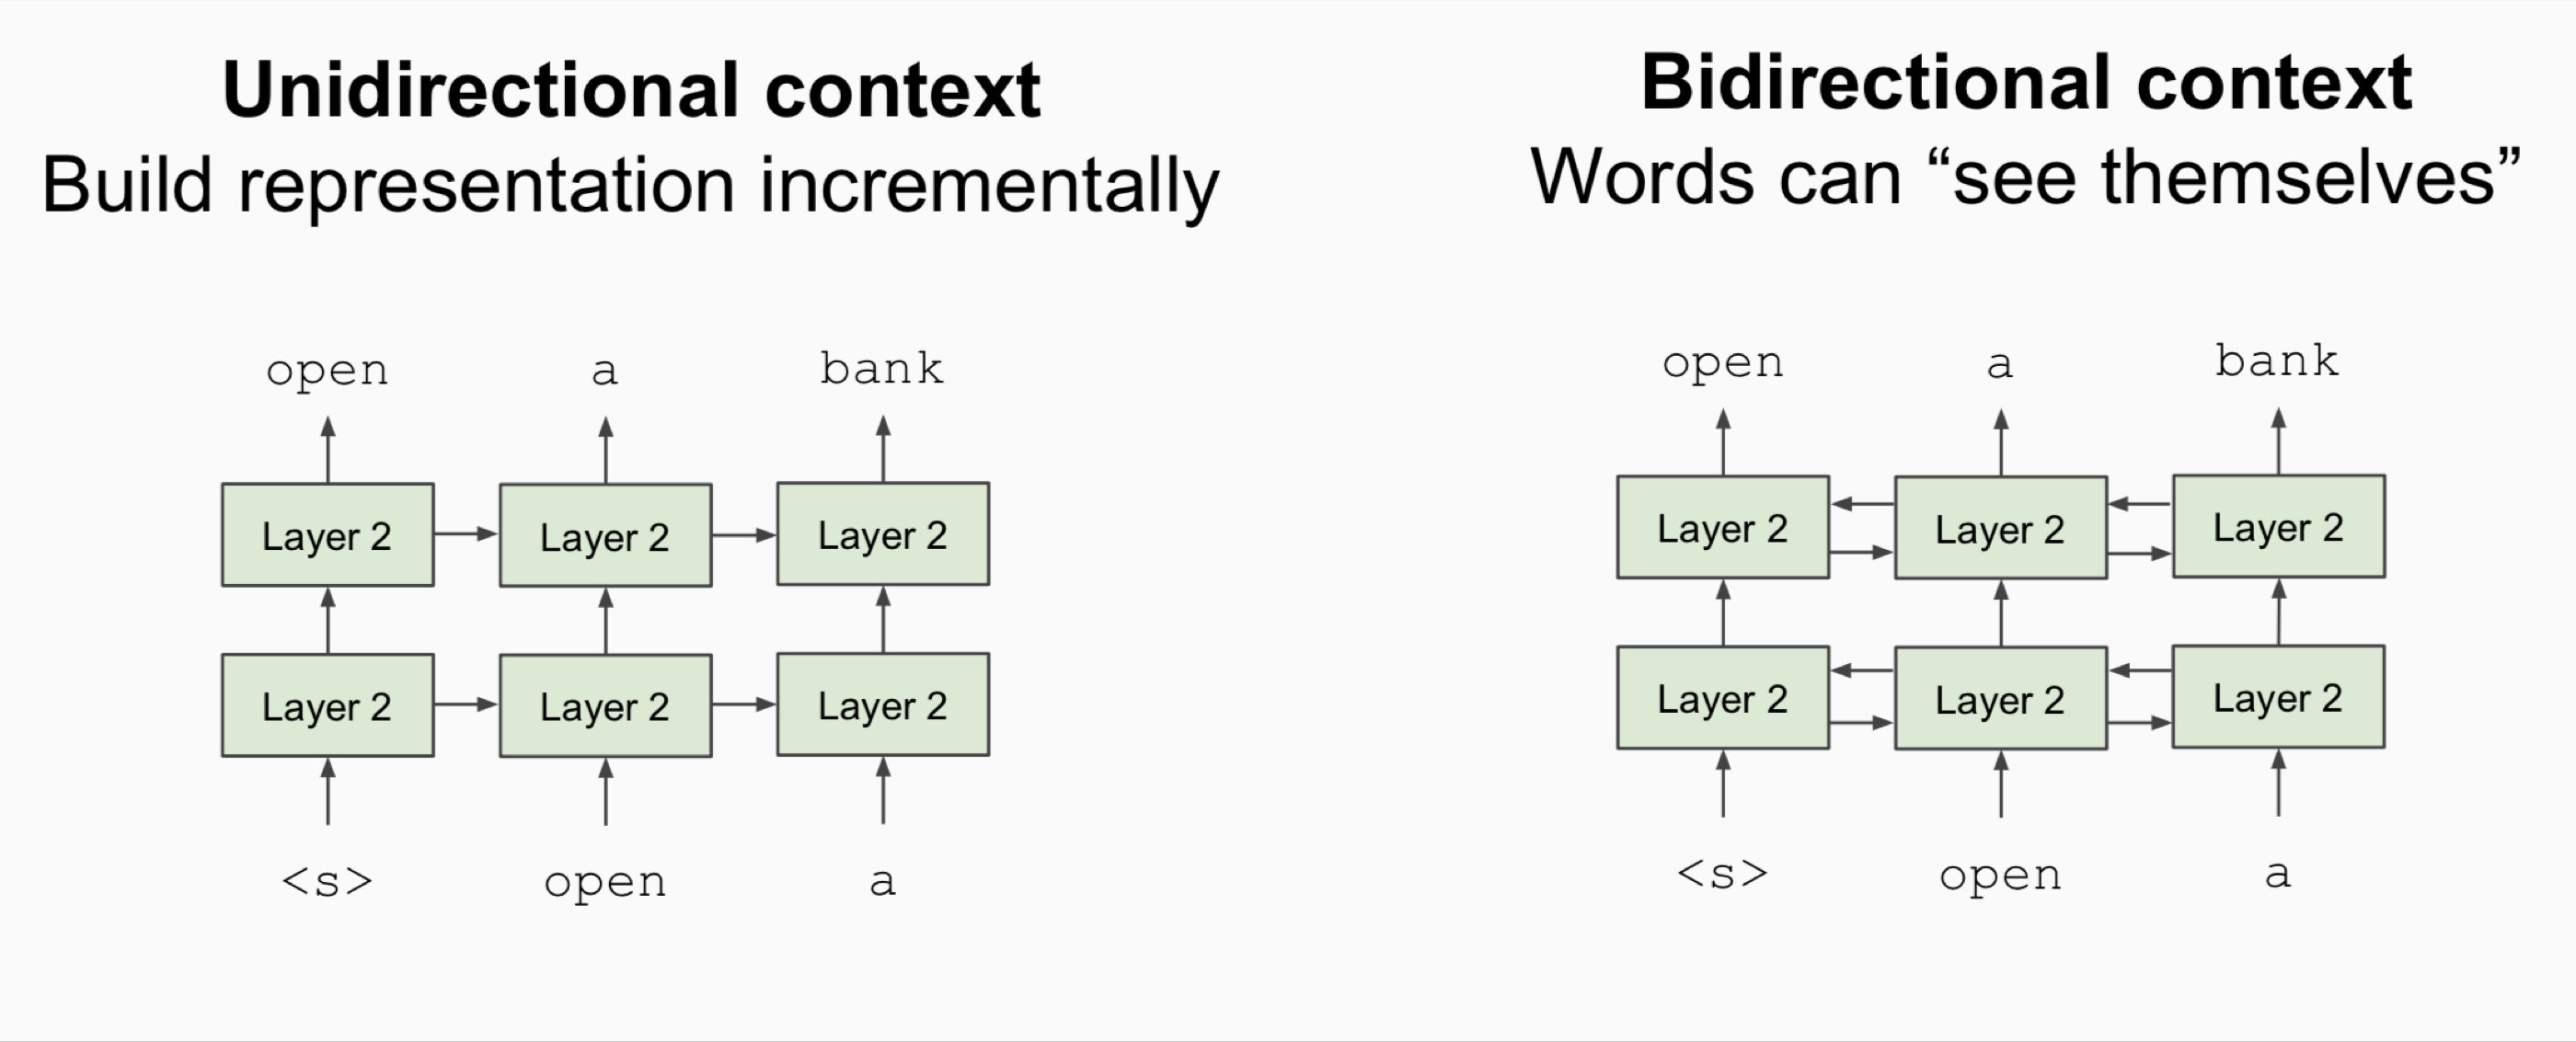 Unidirectional context
Build representation incrementally
open a bank
Layer 2 Layer 2 Layer 2
Layer 2 Layer 2 Layer 2
<s> open a
Bidirectional context
Words can “see themselves”
open a bank
Layer 2 Layer 2 Layer 2
Layer 2 Layer 2 Layer 2
<s> open a